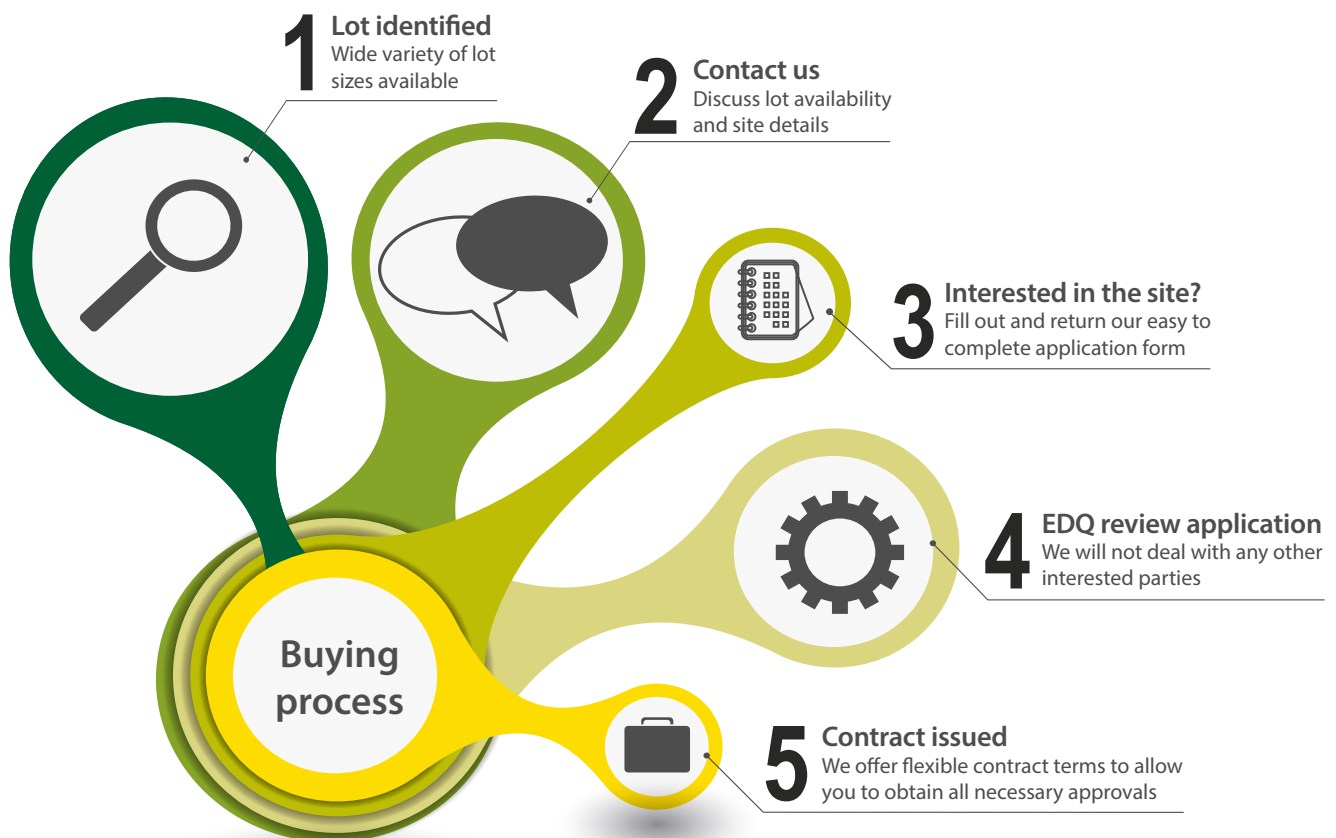 1 Lot identified
Wide variety of lot
sizes available
2 Contact us
Discuss lot availability
and site details
3 Interested in the site?
Fill out and return our easy to
complete application form
4 EDQ review application
We will not deal with any other
interested parties
5 Contract issued
We offer flexible contract terms to allow
you to obtain all necessary approvals
Buying
process